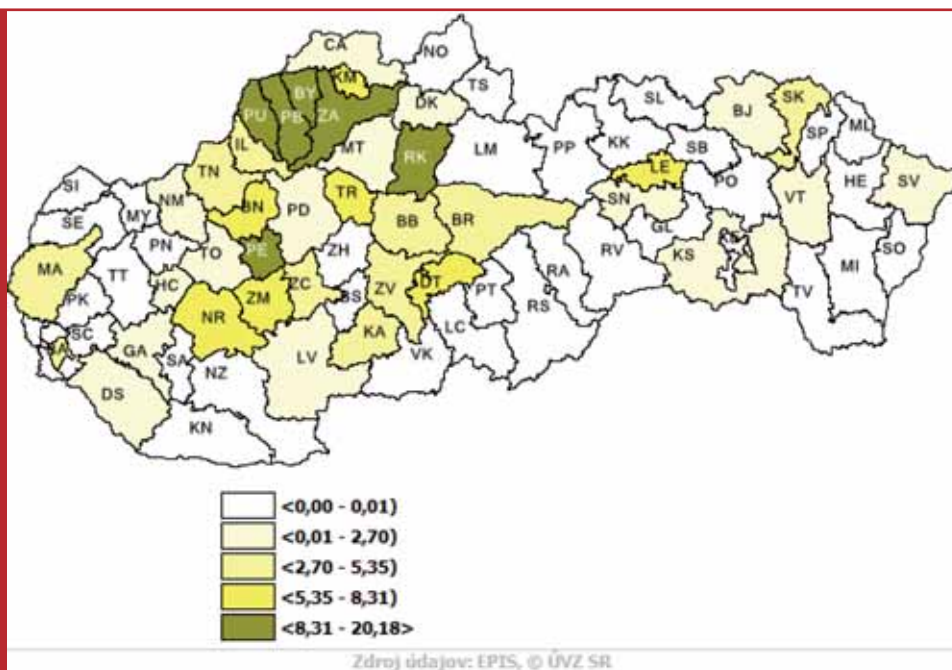 CA
NO
KM
TS
BY
PU
PB
ZA
DK
SL
BJ
SK
SP
ML
IL
MT
RK
LM
PP
KK
SB
TN
LE
PO
HE
SV
SI
NM
BN
PD
TR
SN
VT
SE
MY
BB
BR
GL
SO
PN
TO
PE
ZH
RV
KS
MA
TT
HC
ZC
ZV
DT
RA
MI
PK
NR
ZM
BS
PT
RS
TV
SC
GA
SA
KA
LC
BA
LV
VK
DS
NZ
KN
<0,00 - 0,01)
<0,01 - 2,70)
<2,70 - 5,35)
<5,35 - 8,31)
<8,31 - 20,18>
Zdroj údajov: EPIS, © ÚVZ SR